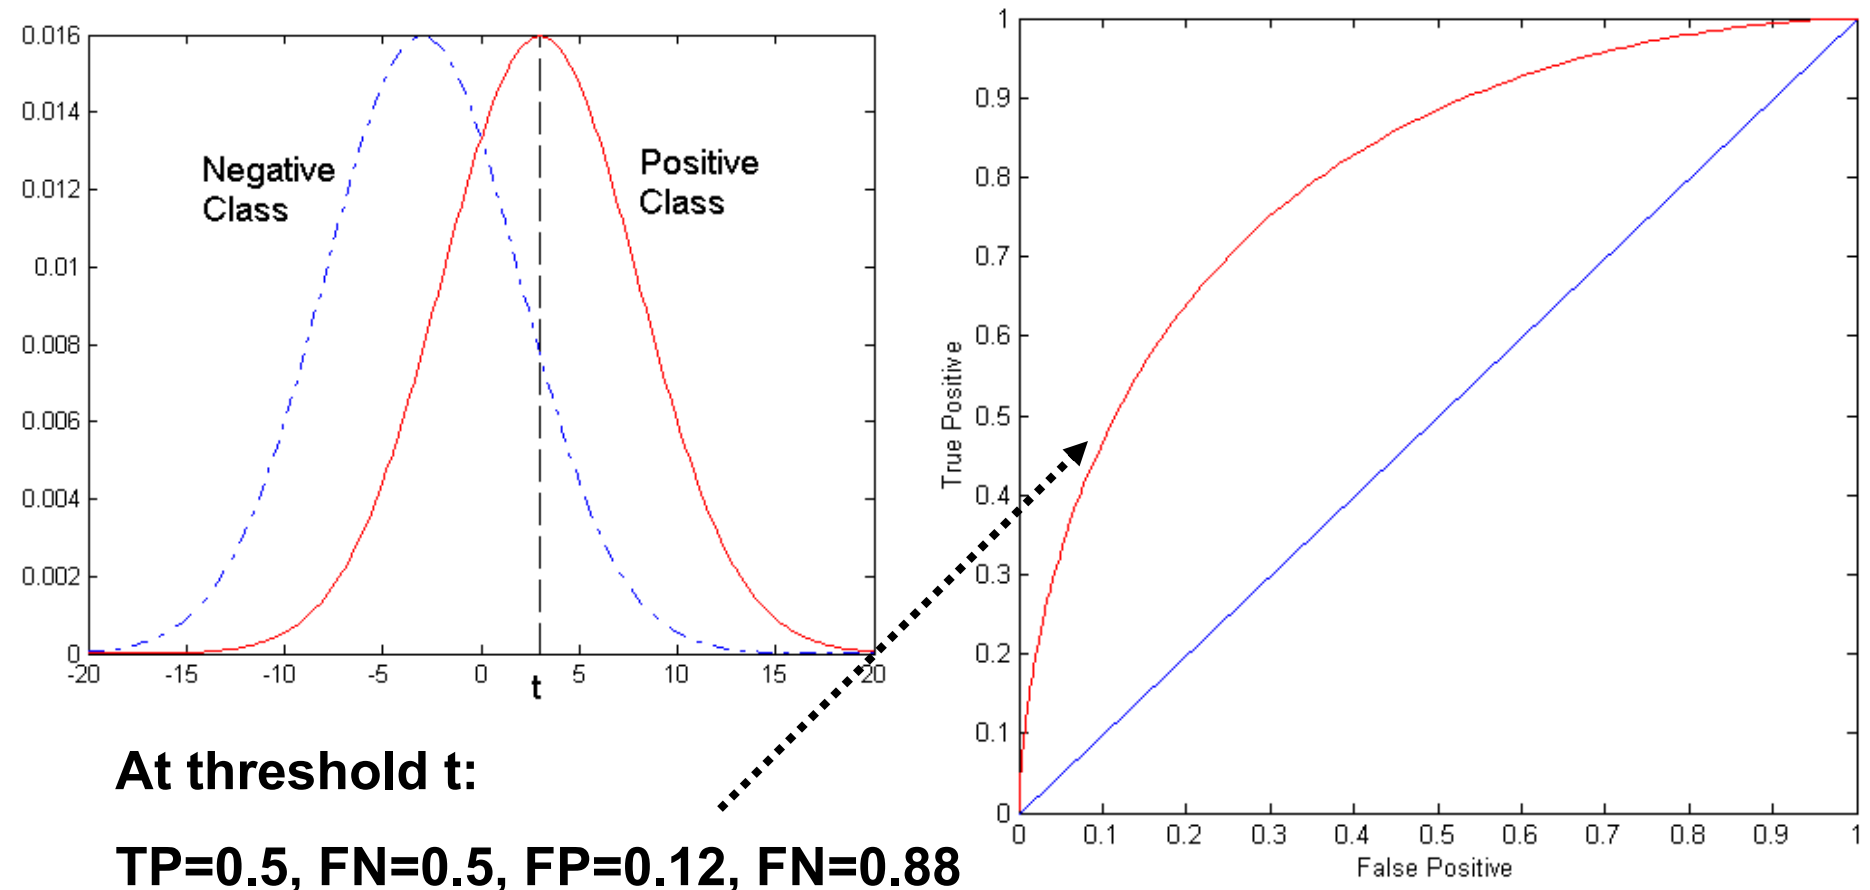 0.016
0.014
0.012
0.01
0.008
0.006
0.004
0.002
0
-20 -15 -10 -5 0 t 5 10 15 20
Negative
Class
Positive
Class
At threshold t:
TP=0.5, FN=0.5, FP=0.12, FN=0.88
1
0.9
0.8
0.7
0.6
0.5
0.4
0.3
0.2
0.1
0
True Positive
0 0.1 0.2 0.3 0.4 0.5 0.6 0.7 0.8 0.9 1
False Positive